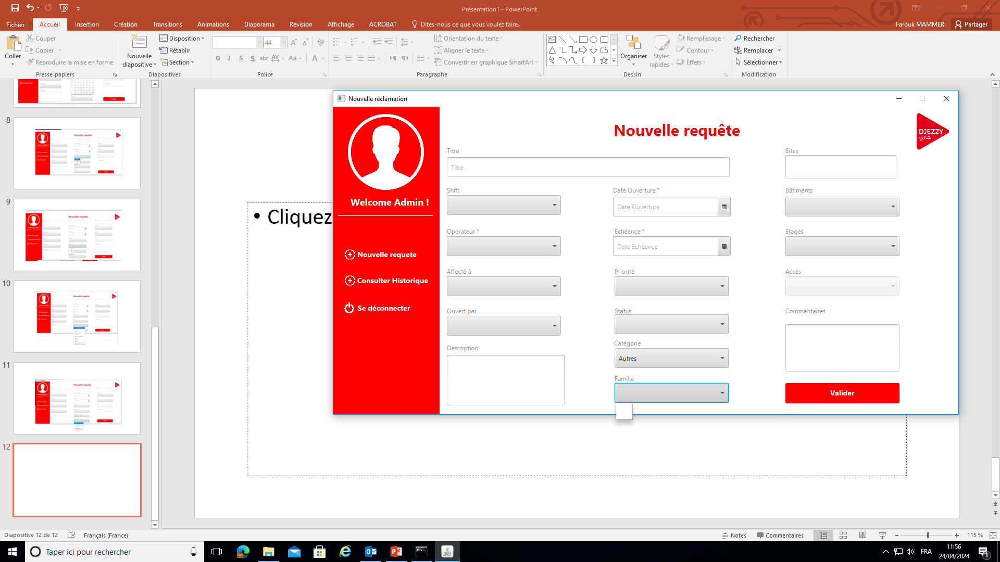 Présentation1 - PowerPoint
Fichier
Accueil
Insertion
Création
Transitions
Animations
Diaporama
Révision
Affichage
ACROBAT
Dites-nous ce que vous voulez faire.
Farouk MAMMERI
Partager
Coller
Couper
Copier
Reproduire la mise en forme
Presse-papiers
Nouvelle
diapositive
Disposition
Rétablir
Section
Diapositives
44
G I S S abc AV Aa A
Police
Orientation du texte
Aligner le texte
Convertir en graphique SmartArt
Paragraphe
Organiser
Styles
rapides
Remplissage
Contour
Effets
Dessin
Rechercher
Remplacer
Sélectionner
Modification
8
9
10
11
12
Cliquez
Nouvelle réclamation
Welcome Admin !
Nouvelle requete
Consulter Historique
Se déconnecter
Nouvelle requête
DJEZZY
جازي
Titre
Titre
Sites
Shift
Date Ouverture *
Date Ouverture
Bâtiments
Operateur *
Echéance *
Date Echéance
Etages
Affecté à
Priorité
Accès
Ouvert par
Status
Commentaires
Description
Catégorie
Autres
Famille
Valider
Diapositive 12 de 12
Français (France)
Notes
Commentaires
115 %
Taper ici pour rechercher
FRA
11:56
24/04/2024
1